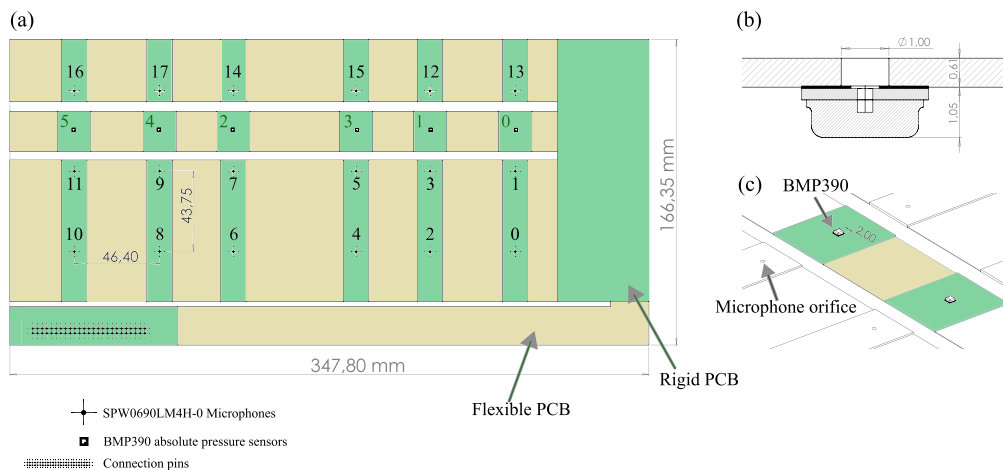 (a)
16 17 14 15 12 13
5 4 2 3 1 0
11 9 7 5 3 1
43,75
10 8 6 4 2 0
46,40
166,35 mm
347,80 mm
Flexible PCB
Rigid PCB
SPW0690LM4H-0 Microphones
BMP390 absolute pressure sensors
Connection pins
(b)
Ø1,00
0,61
1,05
(c)
BMP390
2,00
Microphone orifice